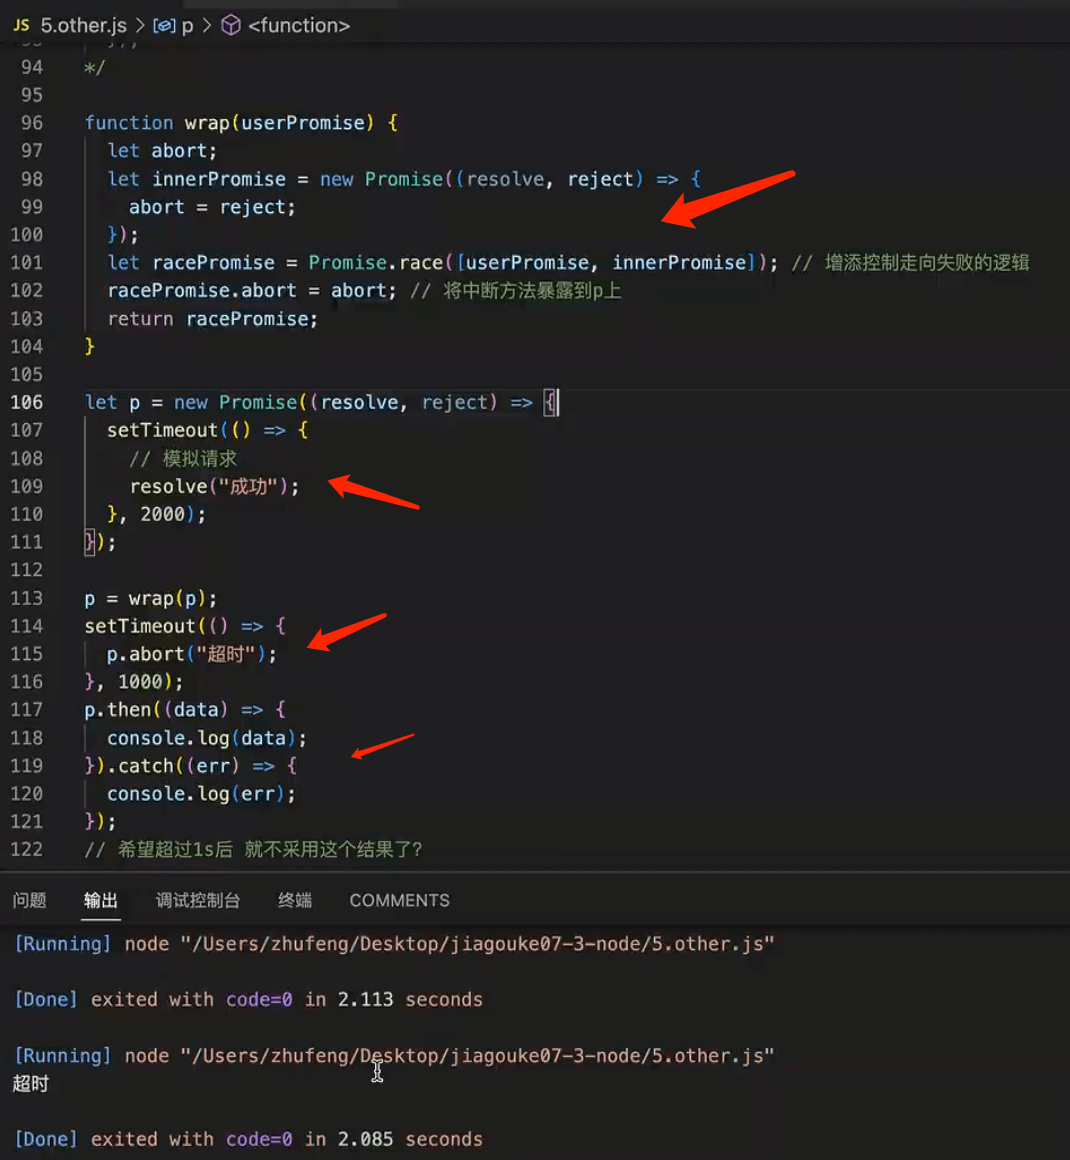 JS 5.other.js > p > <function>
94 */
95
96 function wrap(userPromise) {
97 let abort;
98 let innerPromise = new Promise((resolve, reject) => {
99 abort = reject;
100 });
101 let racePromise = Promise.race([userPromise, innerPromise]); // 增添控制走向失败的逻辑
102 racePromise.abort = abort; // 将中断方法暴露到p上
103 return racePromise;
104 }
105
106 let p = new Promise((resolve, reject) => {
107 setTimeout(() => {
108 // 模拟请求
109 resolve("成功");
110 }, 2000);
111 });
112
113 p = wrap(p);
114 setTimeout(() => {
115 p.abort("超时");
116 }, 1000);
117 p.then((data) => {
118 console.log(data);
119 }).catch((err) => {
120 console.log(err);
121 });
122 // 希望超过1s后 就不采用这个结果了?
问题 输出 调试控制台 终端 COMMENTS
[Running] node "/Users/zhufeng/Desktop/jiagouke07-3-node/5.other.js"
[Done] exited with code=0 in 2.113 seconds
[Running] node "/Users/zhufeng/Desktop/jiagouke07-3-node/5.other.js"
超时
[Done] exited with code=0 in 2.085 seconds